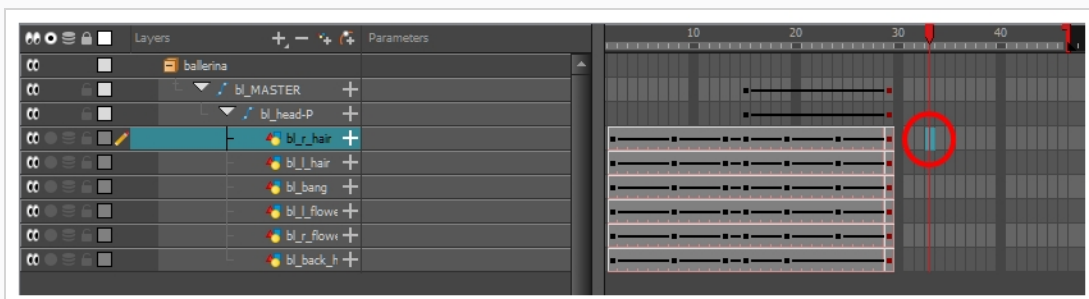 Layers Parameters 10 20 30 40
ballerina
bl_MASTER
bl_head-P
bl_r_hair
bl_l_hair
bl_bang
bl_l_flowe
bl_r_flowe
bl_back_h